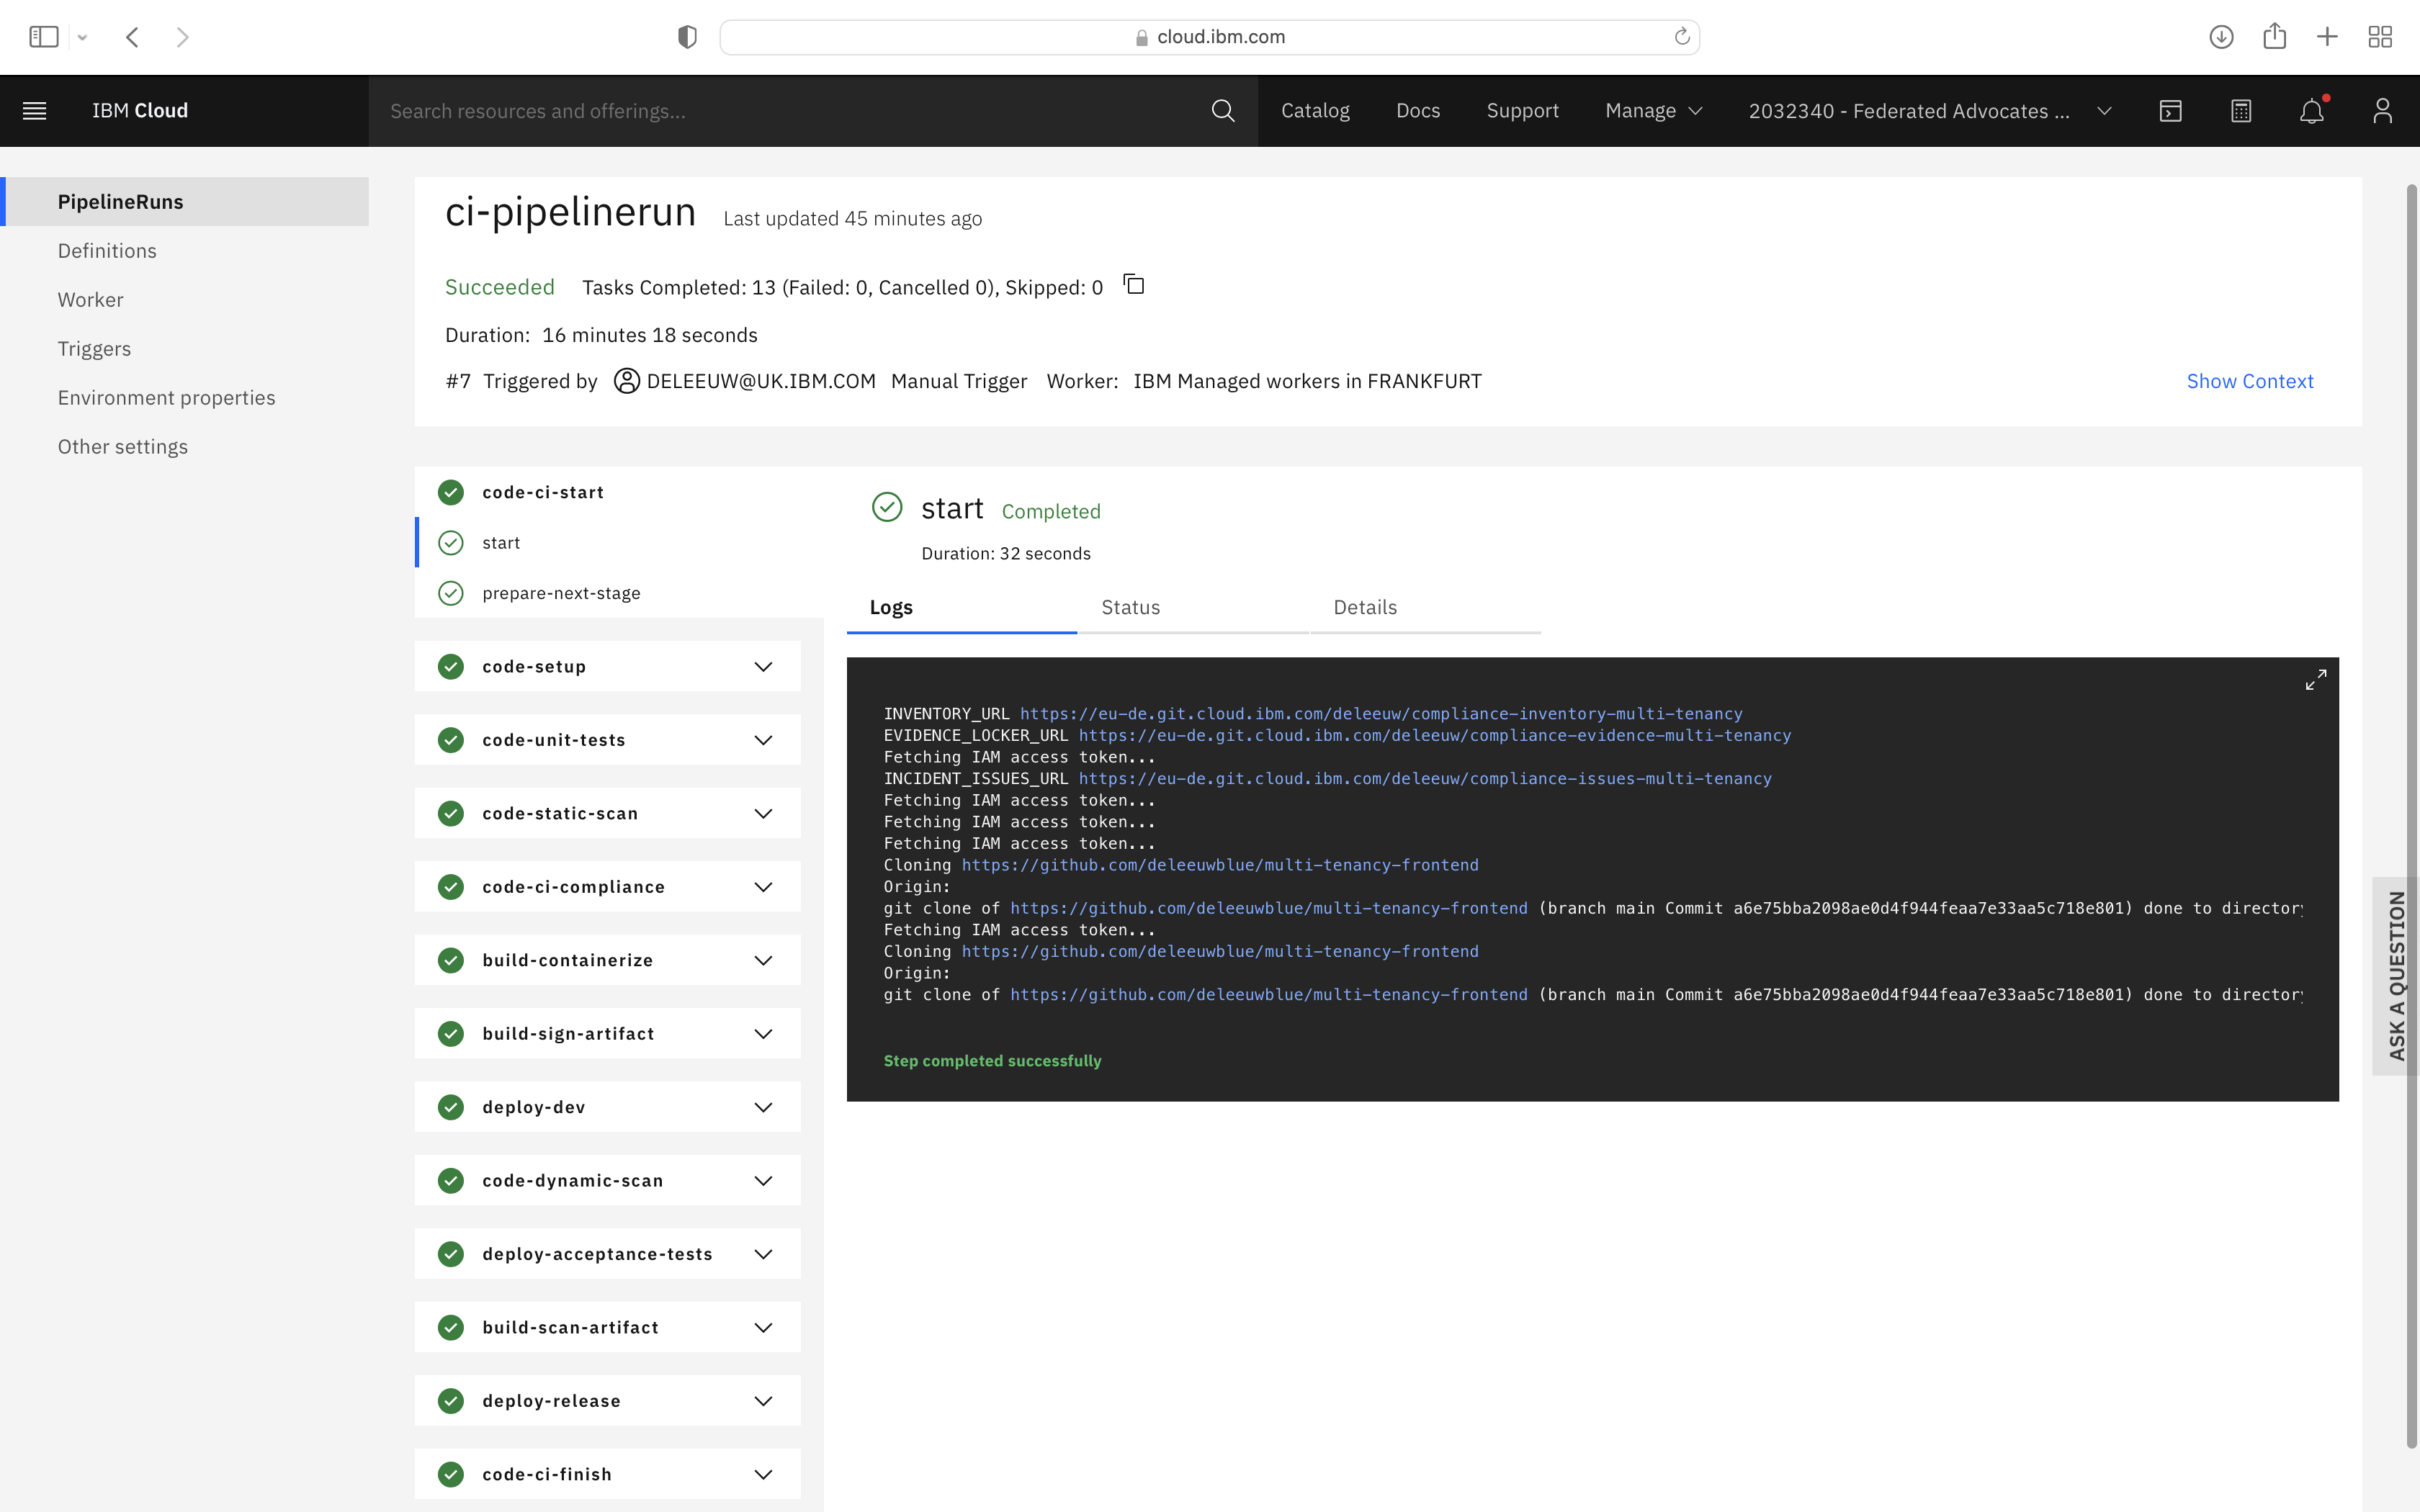 cloud.ibm.com
IBM Cloud
Search resources and offerings...
Catalog
Docs
Support
Manage
2032340 - Federated Advocates ...
PipelineRuns
Definitions
Worker
Triggers
Environment properties
Other settings
ci-pipelinerun Last updated 45 minutes ago
Succeeded Tasks Completed: 13 (Failed: 0, Cancelled 0), Skipped: 0
Duration: 16 minutes 18 seconds
#7 Triggered by DELEEUW@UK.IBM.COM Manual Trigger Worker: IBM Managed workers in FRANKFURT
Show Context
code-ci-start
start
prepare-next-stage
code-setup
code-unit-tests
code-static-scan
code-ci-compliance
build-containerize
build-sign-artifact
deploy-dev
code-dynamic-scan
deploy-acceptance-tests
build-scan-artifact
deploy-release
code-ci-finish
start Completed
Duration: 32 seconds
Logs
Status
Details
INVENTORY_URL https://eu-de.git.cloud.ibm.com/deleeuw/compliance-inventory-multi-tenancy
EVIDENCE_LOCKER_URL https://eu-de.git.cloud.ibm.com/deleeuw/compliance-evidence-multi-tenancy
Fetching IAM access token...
INCIDENT_ISSUES_URL https://eu-de.git.cloud.ibm.com/deleeuw/compliance-issues-multi-tenancy
Fetching IAM access token...
Fetching IAM access token...
Fetching IAM access token...
Cloning https://github.com/deleeuwblue/multi-tenancy-frontend
Origin:
git clone of https://github.com/deleeuwblue/multi-tenancy-frontend (branch main Commit a6e75bba2098ae0d4f944feaa7e33aa5c718e801) done to directory
Fetching IAM access token...
Cloning https://github.com/deleeuwblue/multi-tenancy-frontend
Origin:
git clone of https://github.com/deleeuwblue/multi-tenancy-frontend (branch main Commit a6e75bba2098ae0d4f944feaa7e33aa5c718e801) done to directory
Step completed successfully
ASK A QUESTION